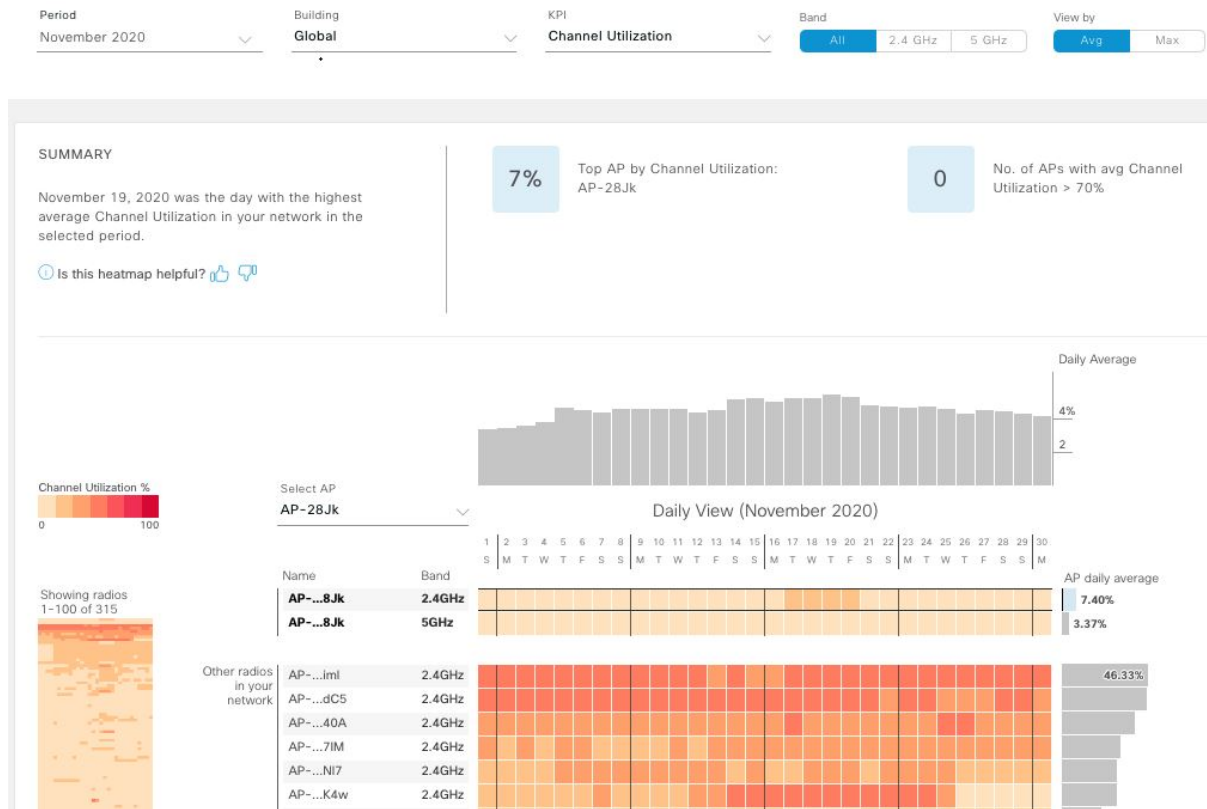 Period
November 2020
Building
Global
KPI
Channel Utilization
Band
All 2.4 GHz 5 GHz
View by
Avg Max
SUMMARY
November 19, 2020 was the day with the highest
average Channel Utilization in your network in the
selected period.
Is this heatmap helpful?
7%
Top AP by Channel Utilization:
AP-28Jk
0
No. of APs with avg Channel
Utilization > 70%
Daily Average
4%
2
Channel Utilization %
0 100
Select AP
AP-28Jk
Daily View (November 2020)
1 2 3 4 5 6 7 8 9 10 11 12 13 14 15 16 17 18 19 20 21 22 23 24 25 26 27 28 29 30
S M T W T F S S M T W T F S S M T W T F S S M T W T F S S M
Name Band
AP daily average
Showing radios
1-100 of 315
AP-...8Jk 2.4GHz 7.40%
AP-...8Jk 5GHz 3.37%
Other radios
in your
network
AP-...iml 2.4GHz 46.33%
AP-...dC5 2.4GHz
AP-...40A 2.4GHz
AP-...7IM 2.4GHz
AP-...NI7 2.4GHz
AP-...K4w 2.4GHz